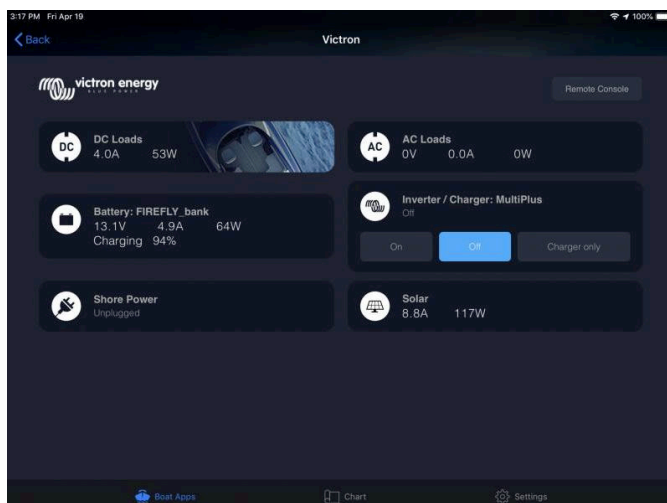 3:17 PM Fri Apr 19
100%
Back
Victron
victron energy
BLUE POWER
Remote Console
DC
DC Loads
4.0A 53W
AC
AC Loads
0V 0.0A 0W
Battery: FIREFLY_bank
13.1V 4.9A 64W
Charging 94%
Inverter / Charger: MultiPlus
Off
On
Off
Charger only
Shore Power
Unplugged
Solar
8.8A 117W
Boat Apps
Chart
Settings